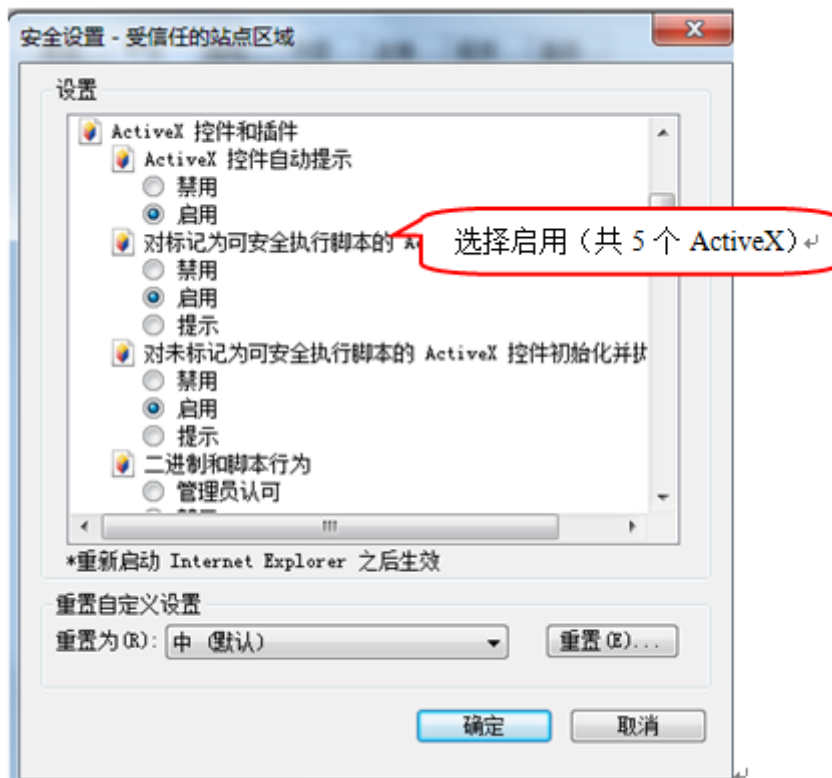 安全设置 - 受信任的站点区域
设置
ActiveX 控件和插件
ActiveX 控件自动提示
禁用
启用
对标记为可安全执行脚本的
选择启用（共 5 个 ActiveX）
禁用
启用
提示
对未标记为可安全执行脚本的 ActiveX 控件初始化并执
禁用
启用
提示
二进制和脚本行为
管理员认可
*重新启动 Internet Explorer 之后生效
重置自定义设置
重置为(R):
中 (默认)
重置(E)...
确定
取消